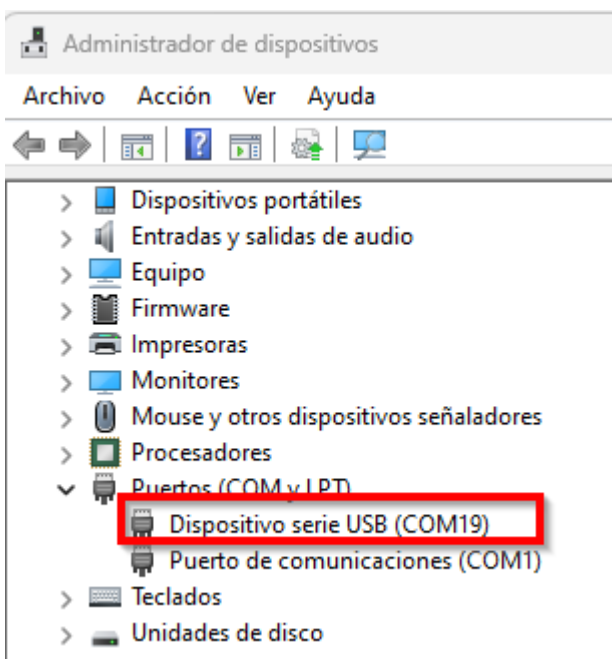 Administrador de dispositivos
Archivo Acción Ver Ayuda
Dispositivos portátiles
Entradas y salidas de audio
Equipo
Firmware
Impresoras
Monitores
Mouse y otros dispositivos señaladores
Procesadores
Puertos (COM y LPT)
Dispositivo serie USB (COM19)
Puerto de comunicaciones (COM1)
Teclados
Unidades de disco